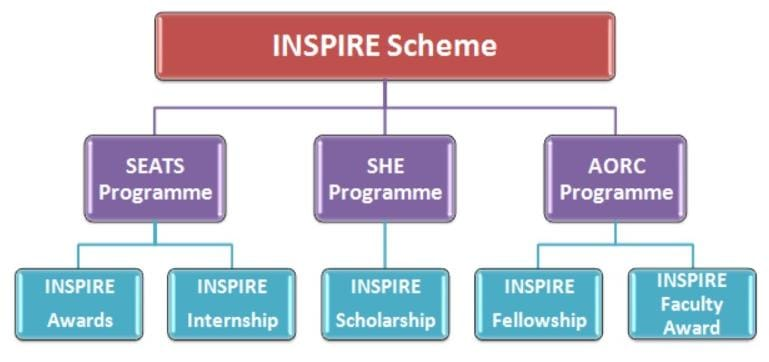 INSPIRE Scheme
SEATS
Programme
SHE
Programme
AORC
Programme
INSPIRE
Awards
INSPIRE
Internship
INSPIRE
Scholarship
INSPIRE
Fellowship
INSPIRE
Faculty
Award